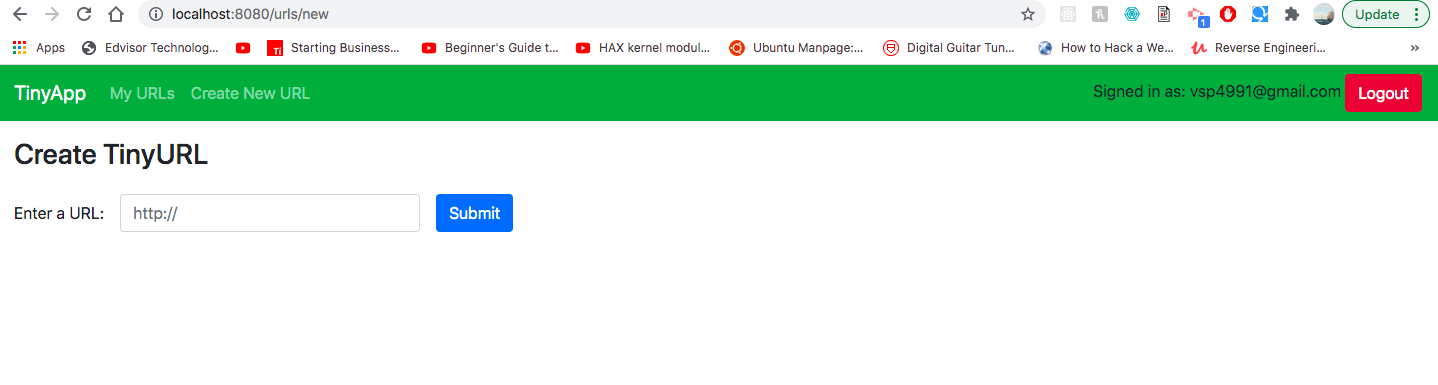 localhost:8080/urls/new Update
Apps Edvisor Technolog... Starting Business... Beginner's Guide t... HAX kernel modul... Ubuntu Manpage:... Digital Guitar Tun... How to Hack a We... Reverse Engineeri... »
TinyApp My URLs Create New URL Signed in as: vsp4991@gmail.com Logout
Create TinyURL
Enter a URL: http:// Submit